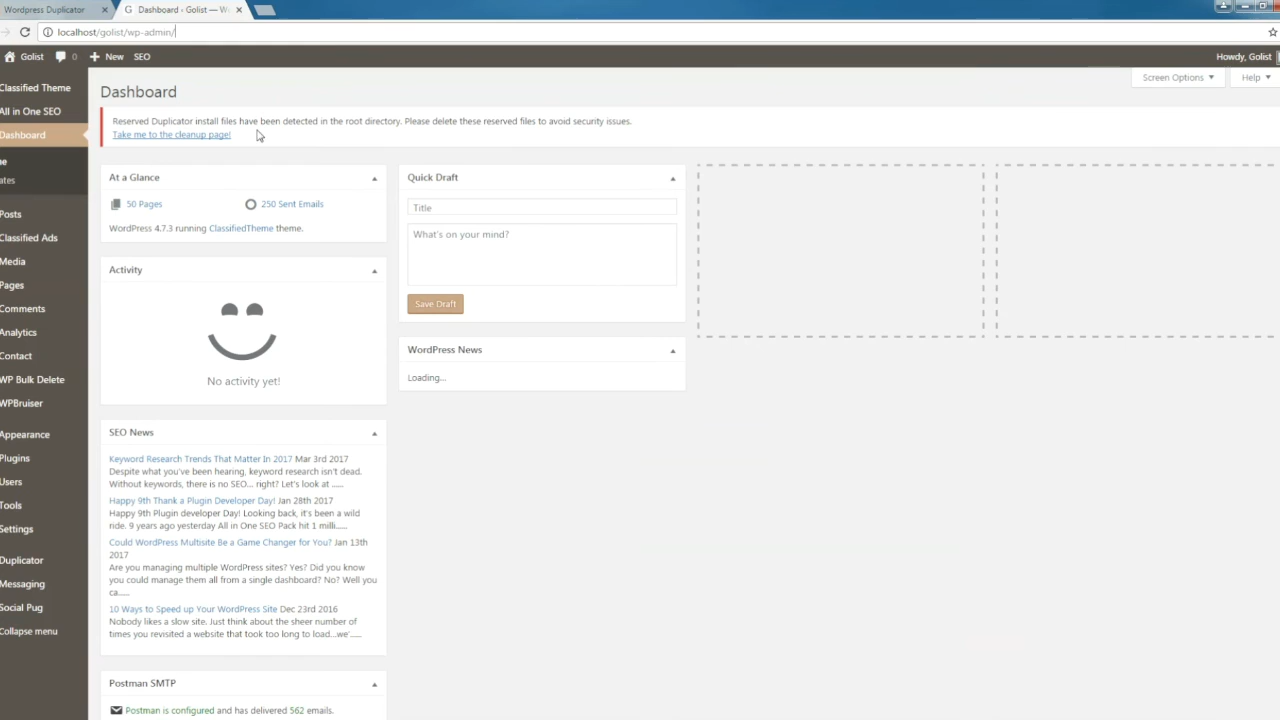 Wordpress Duplicator
Dashboard ‹ Golist — W
localhost/golist/wp-admin/
Golist 0 New SEO
Howdy, Golist
Screen Options
Help
Classified Theme
All in One SEO
Dashboard
Posts
Classified Ads
Media
Pages
Comments
Analytics
Contact
WP Bulk Delete
WPBruiser
Appearance
Plugins
Users
Tools
Settings
Duplicator
Messaging
Social Pug
Collapse menu
Dashboard
Reserved Duplicator install files have been detected in the root directory. Please delete these reserved files to avoid security issues.
Take me to the cleanup page!
At a Glance
50 Pages
250 Sent Emails
WordPress 4.7.3 running ClassifiedTheme theme.
Activity
No activity yet!
SEO News
Keyword Research Trends That Matter In 2017 Mar 3rd 2017
Despite what you've been hearing, keyword research isn't dead.
Without keywords, there is no SEO... right? Let's look at ......
Happy 9th Thank a Plugin Developer Day! Jan 28th 2017
Happy 9th Plugin developer Day! Looking back, it's been a wild
ride. 9 years ago yesterday All in One SEO Pack hit 1 milli......
Could WordPress Multisite Be a Game Changer for You? Jan 13th
2017
Are you managing multiple WordPress sites? Yes? Did you know
you could manage them all from a single dashboard? No? Well you
ca......
10 Ways to Speed up Your WordPress Site Dec 23rd 2016
Nobody likes a slow site. Just think about the sheer number of
times you revisited a website that took too long to load...we'......
Postman SMTP
Postman is configured and has delivered 562 emails.
Quick Draft
Title
What's on your mind?
Save Draft
WordPress News
Loading...